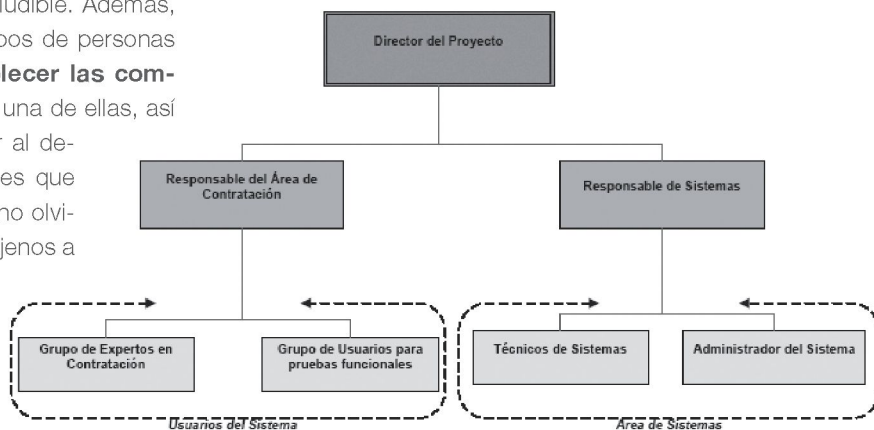 ludible. Además,
pos de personas
lecer las com-
una de ellas, así
r al de-
es que
no olvi-
jenos a
Director del Proyecto
Responsable del Área de
Contratación
Responsable de Sistemas
Grupo de Expertos en
Contratación
Grupo de Usuarios para
pruebas funcionales
Técnicos de Sistemas
Administrador del Sistema
Usuarios del Sistema
Area de Sistemas